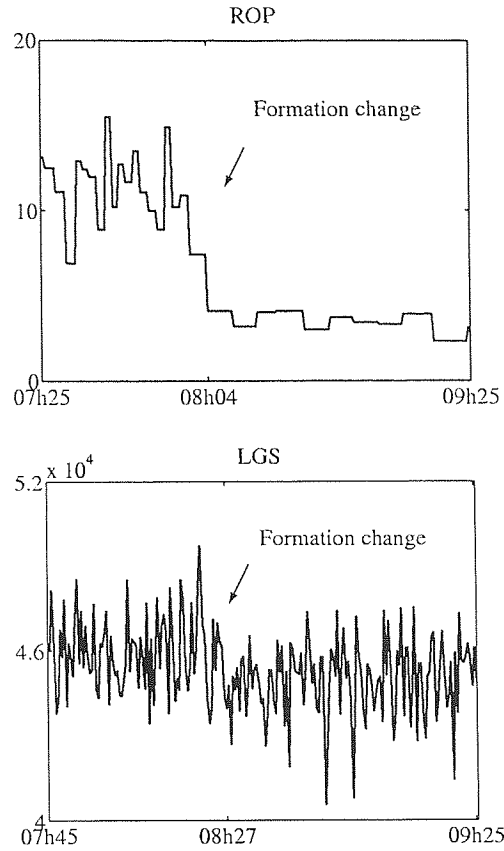 ROP
20
Formation change
10
0
07h25 08h04 09h25
LGS
x 10^4
5.2
Formation change
4.6
4
07h45 08h27 09h25